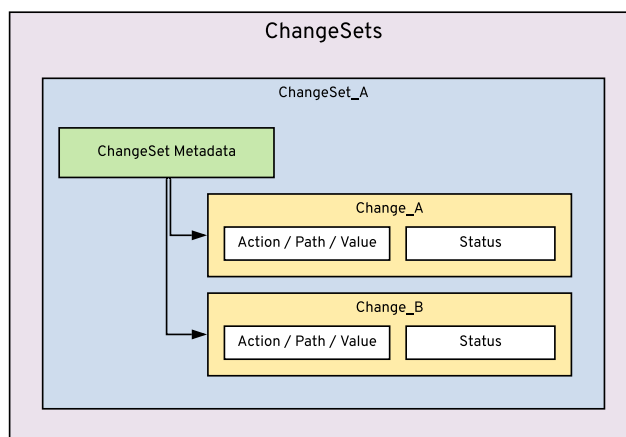 ChangeSets
ChangeSet_A
ChangeSet Metadata
Change_A
Action / Path / Value
Status
Change_B
Action / Path / Value
Status